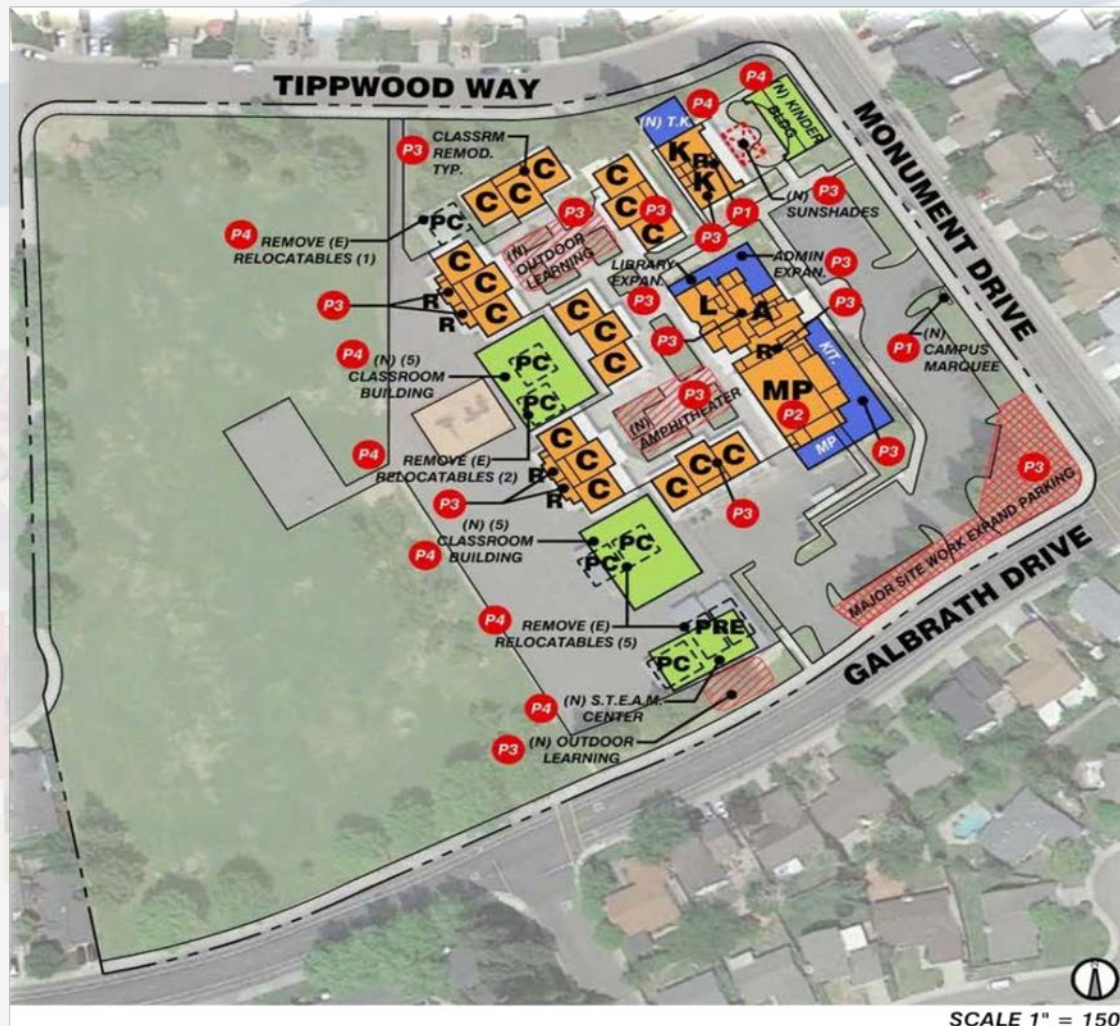 TIPPWOOD WAY
MONUMENT DRIVE
GALBRATH DRIVE
P4
P4
(N) KINDER
BLDG
(N) T.K.
K
R
K
P3
CLASSRM
REMOD.
TYP.
C
C
C
C
C
C
P3
(N)
SUNSHADES
P1
P3
P3
P3
PC
P4
REMOVE (E)
RELOCATABLES (1)
(N)
OUTDOOR
LEARNING
LIBRARY
EXPAN.
ADMIN
EXPAN.
P3
P3
C
C
C
R
R
P3
L
A
R
P3
P3
P1
(N)
CAMPUS
MARQUEE
P4
(N) (5)
CLASSROOM
BUILDING
PC
PC
C
C
C
KIT.
MP
P2
MP
P3
P3
(N)
AMPHITHEATER
P4
REMOVE (E)
RELOCATABLES (2)
C
C
C
R
R
P3
C
C
C
P3
P3
MAJOR SITE WORK EXPAND PARKING
(N) (5)
CLASSROOM
BUILDING
P4
PC
PC
P4
REMOVE (E)
RELOCATABLES (5)
PRE
PC
P4
(N) S.T.E.A.M.
CENTER
P3
(N) OUTDOOR
LEARNING
SCALE 1" = 150